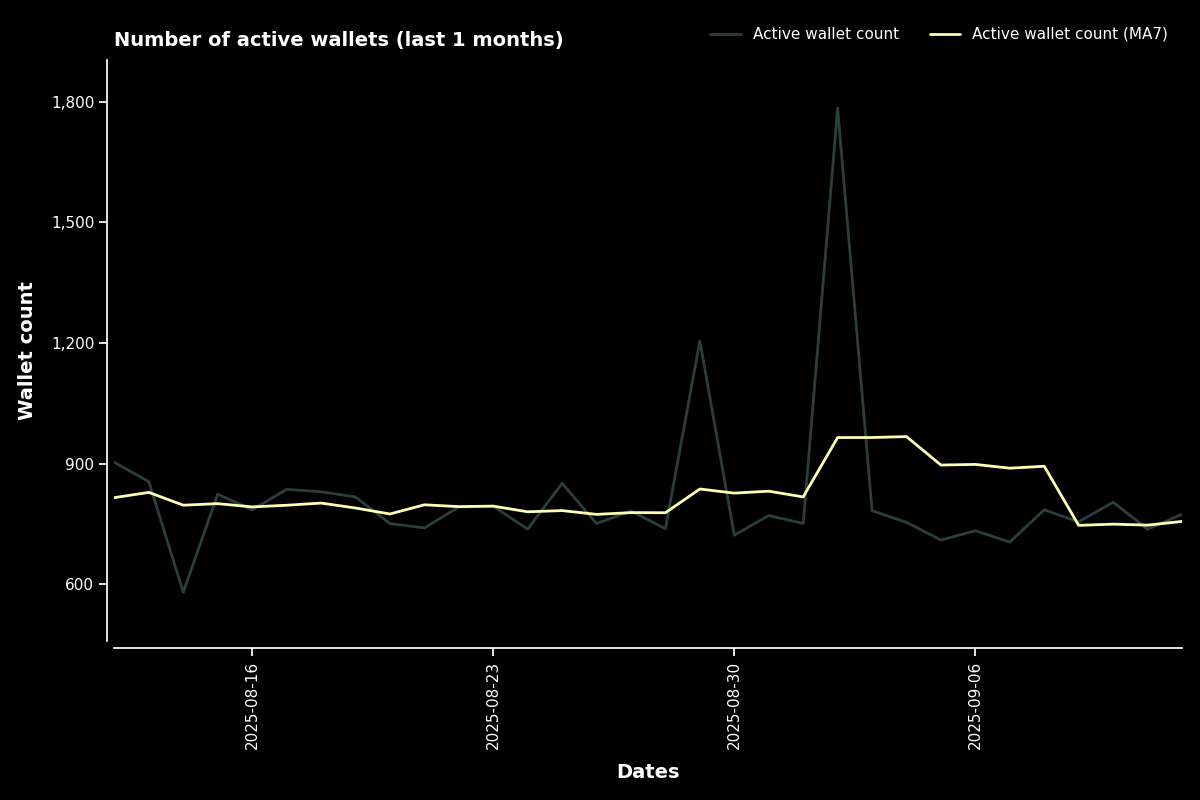 Number of active wallets (last 1 months)
Active wallet count
Active wallet count (MA7)
1,800
1,500
1,200
900
600
Wallet count
2025-08-16
2025-08-23
2025-08-30
2025-09-06
Dates